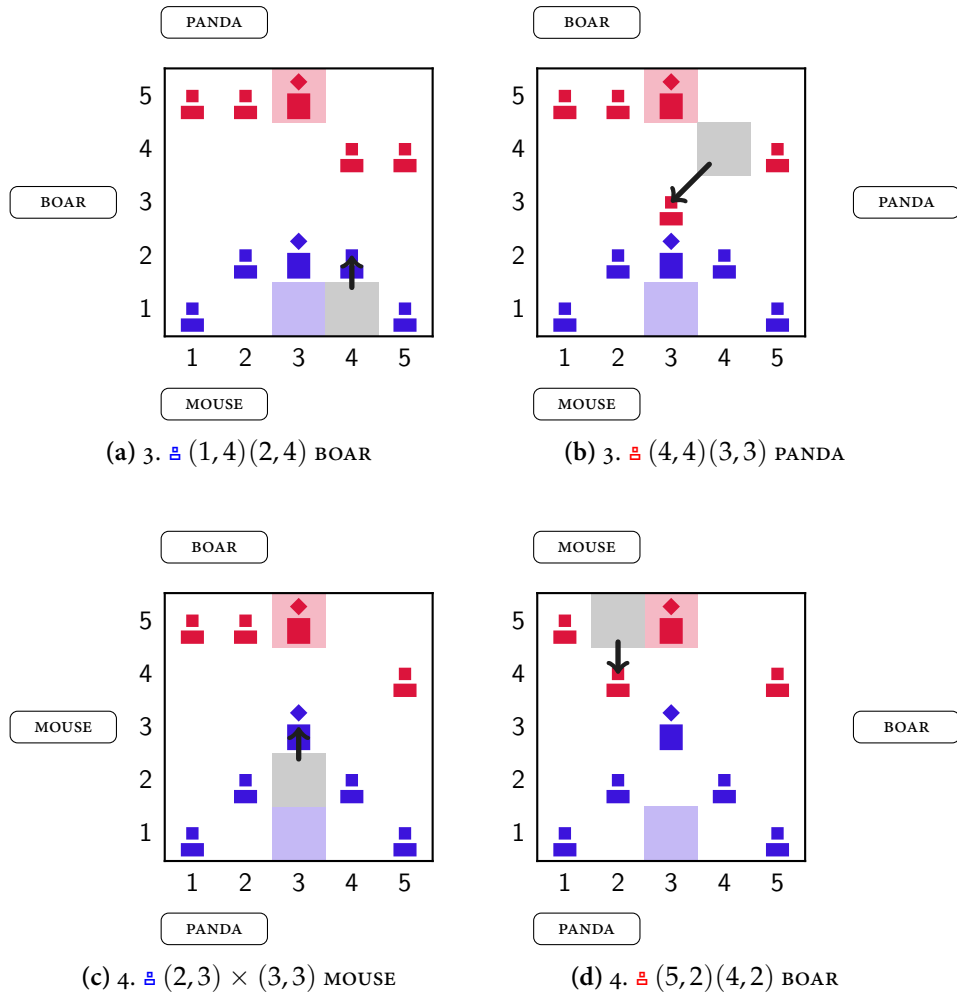 PANDA BOAR
5 5
4 4
BOAR 3 3 PANDA
2 2
1 1
1 2 3 4 5 1 2 3 4 5
MOUSE MOUSE
(a) 3. (1, 4)(2, 4) BOAR (b) 3. (4, 4)(3, 3) PANDA
BOAR MOUSE
5 5
4 4
MOUSE 3 3 BOAR
2 2
1 1
1 2 3 4 5 1 2 3 4 5
PANDA PANDA
(c) 4. (2, 3) × (3, 3) MOUSE (d) 4. (5, 2)(4, 2) BOAR